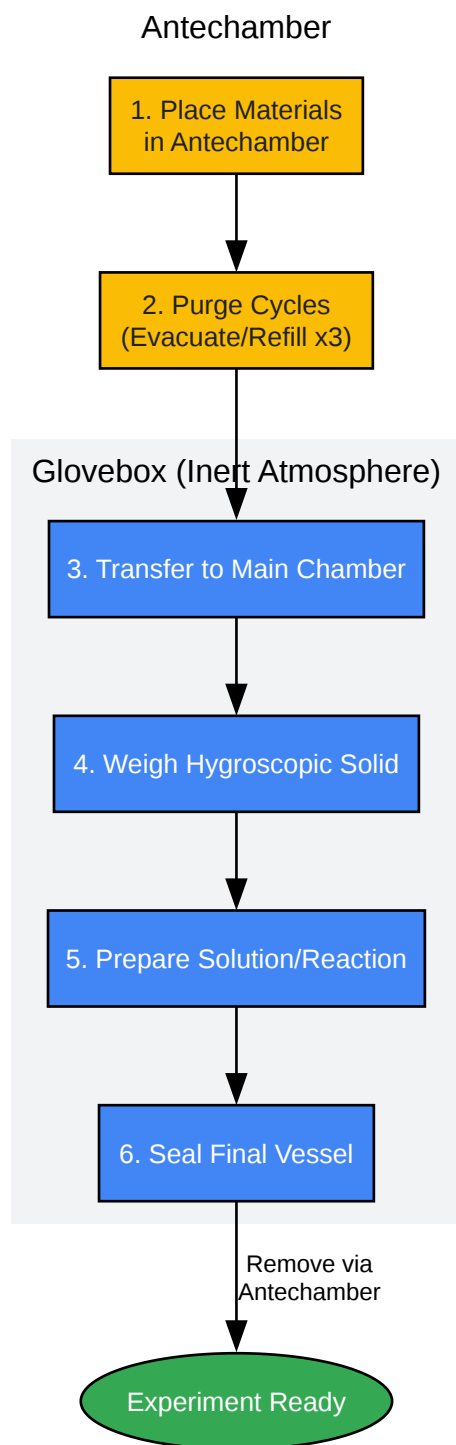 Antechamber
1. Place Materials
in Antechamber
2. Purge Cycles
(Evacuate/Refill x3)
Glovebox (Inert Atmosphere)
3. Transfer to Main Chamber
4. Weigh Hygroscopic Solid
5. Prepare Solution/Reaction
6. Seal Final Vessel
Remove via
Antechamber
Experiment Ready